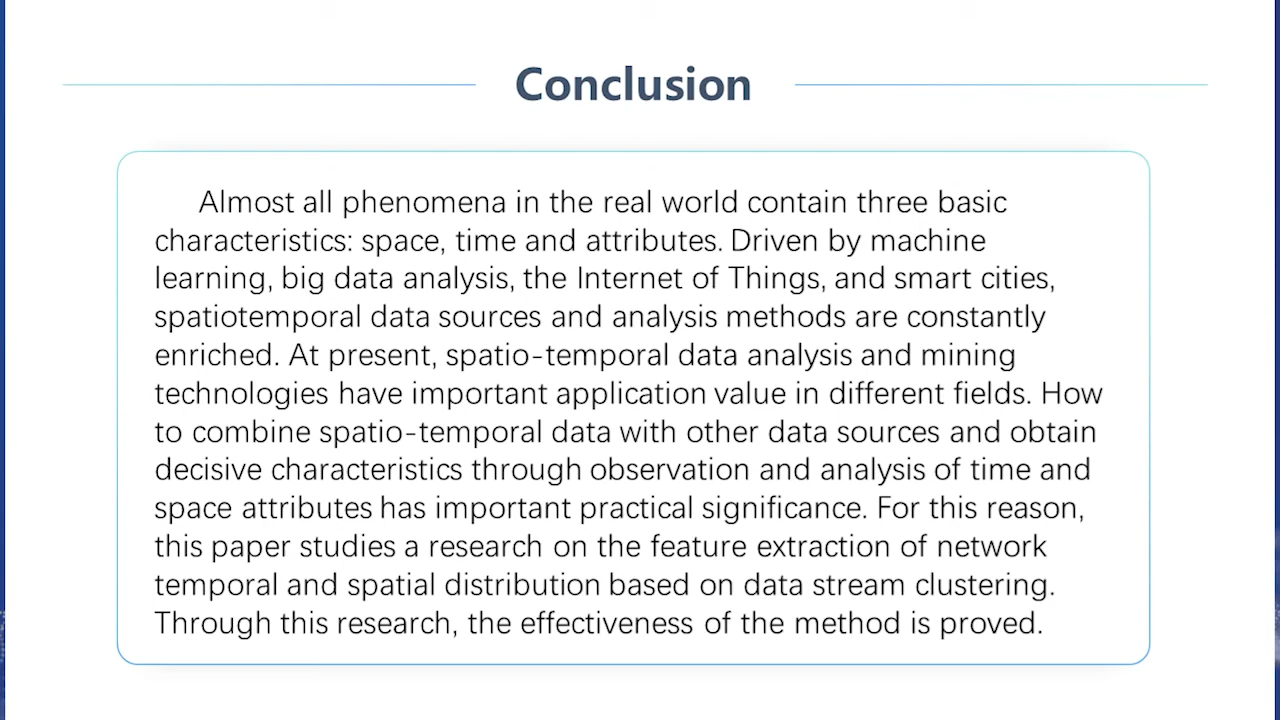 Conclusion
Almost all phenomena in the real world contain three basic
characteristics: space, time and attributes. Driven by machine
learning, big data analysis, the Internet of Things, and smart cities,
spatiotemporal data sources and analysis methods are constantly
enriched. At present, spatio-temporal data analysis and mining
technologies have important application value in different fields. How
to combine spatio-temporal data with other data sources and obtain
decisive characteristics through observation and analysis of time and
space attributes has important practical significance. For this reason,
this paper studies a research on the feature extraction of network
temporal and spatial distribution based on data stream clustering.
Through this research, the effectiveness of the method is proved.